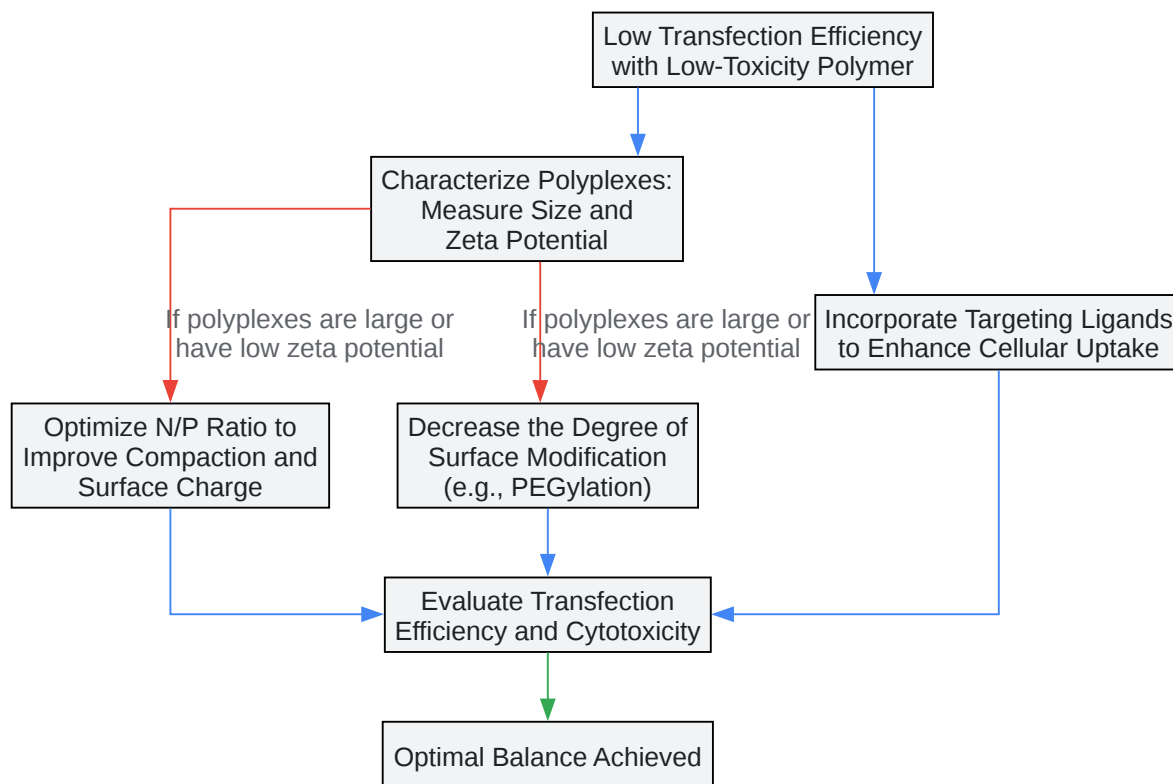 Low Transfection Efficiency
with Low-Toxicity Polymer
Characterize Polyplexes:
Measure Size and
Zeta Potential
If polyplexes are large or
have low zeta potential
If polyplexes are large or
have low zeta potential
Incorporate Targeting Ligands
to Enhance Cellular Uptake
Optimize N/P Ratio to
Improve Compaction and
Surface Charge
Decrease the Degree of
Surface Modification
(e.g., PEGylation)
Evaluate Transfection
Efficiency and Cytotoxicity
Optimal Balance Achieved